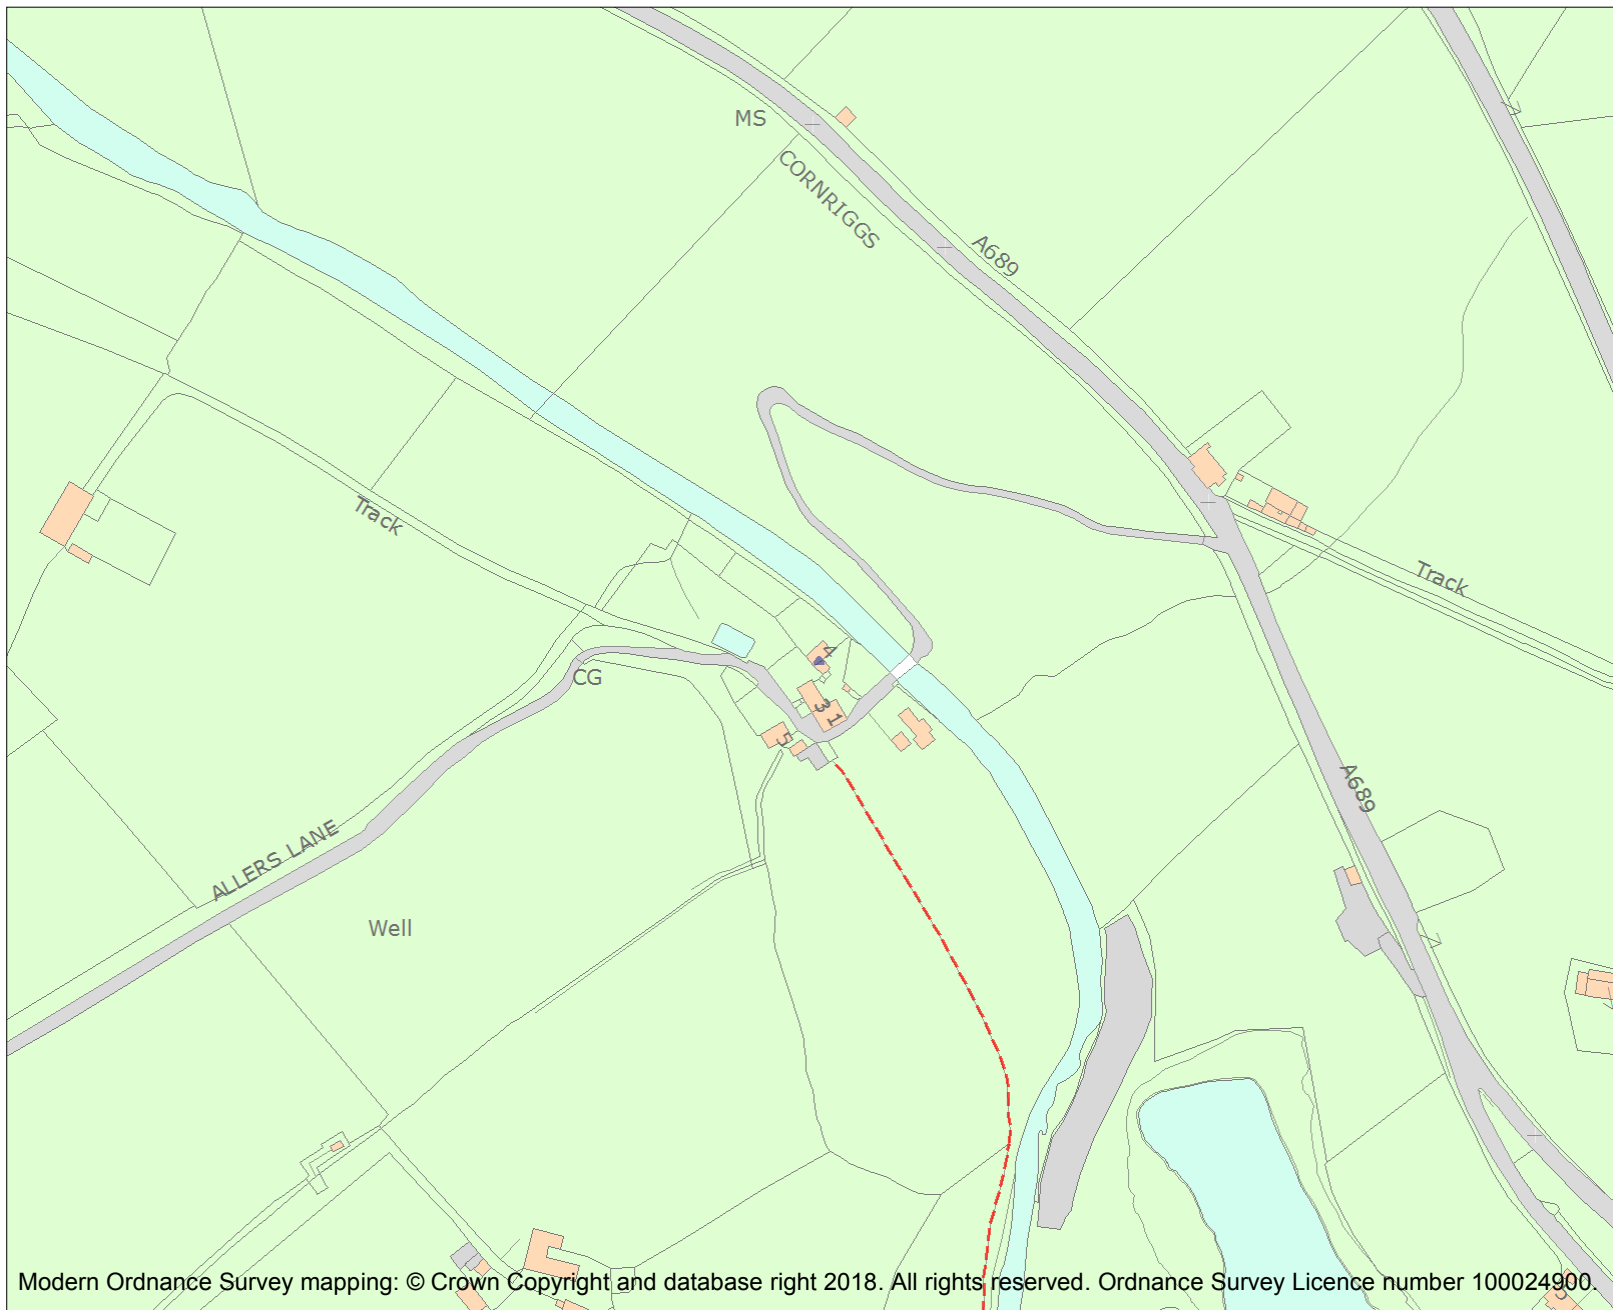 MS
CORNRIGGS
A689
Track
Track
4
CG
3 1
5
A689
ALLERS LANE
Well
Modern Ordnance Survey mapping: © Crown Copyright and database right 2018. All rights reserved. Ordnance Survey Licence number 100024900.